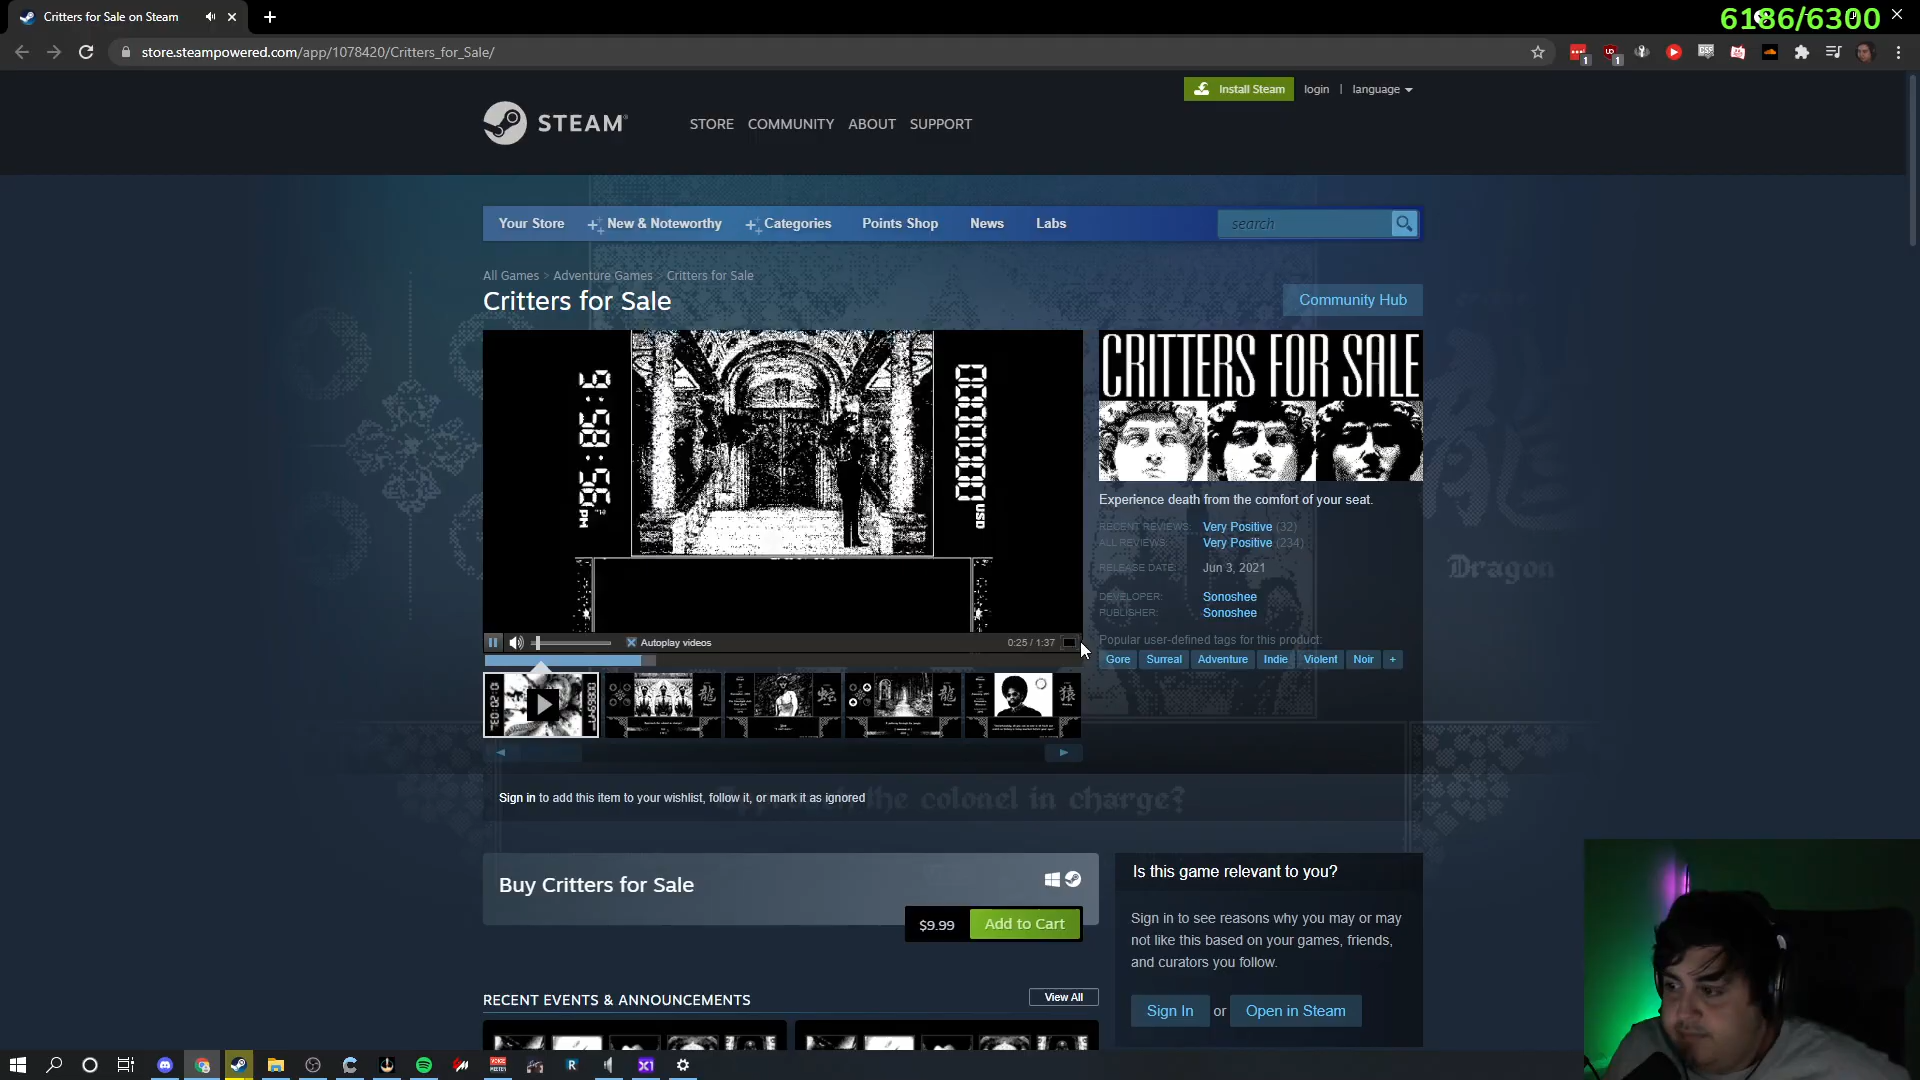 Critters for Sale on Steam
6186/6300
store.steampowered.com/app/1078420/Critters_for_Sale/
Install Steam
login | language
STEAM
STORE COMMUNITY ABOUT SUPPORT
Your Store New & Noteworthy Categories Points Shop News Labs
search
All Games > Adventure Games > Critters for Sale
Critters for Sale
Community Hub
CRITTERS FOR SALE
Experience death from the comfort of your seat.
RECENT REVIEWS: Very Positive (32)
ALL REVIEWS: Very Positive (234)
RELEASE DATE: Jun 3, 2021
DEVELOPER: Sonoshee
PUBLISHER: Sonoshee
Popular user-defined tags for this product:
Gore Surreal Adventure Indie Violent Noir +
PM
USD
Autoplay videos
0:25 / 1:37
龍
Dragon
Sign in to add this item to your wishlist, follow it, or mark it as ignored
the colonel in charge?
Buy Critters for Sale
$9.99
Add to Cart
Is this game relevant to you?
Sign in to see reasons why you may or may
not like this based on your games, friends,
and curators you follow.
Sign In or Open in Steam
RECENT EVENTS & ANNOUNCEMENTS
View All